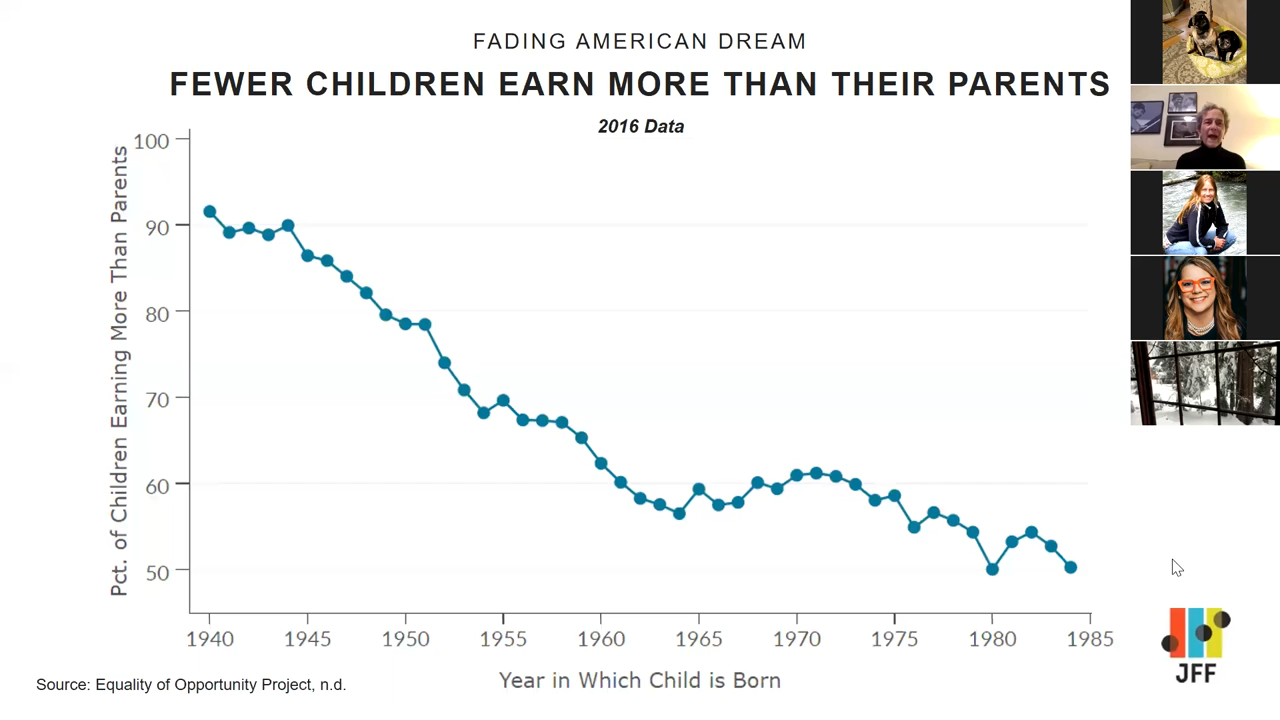 FADING AMERICAN DREAM
FEWER CHILDREN EARN MORE THAN THEIR PARENTS
2016 Data
Pct. of Children Earning More Than Parents
100
90
80
70
60
50
1940 1945 1950 1955 1960 1965 1970 1975 1980 1985
Year in Which Child is Born
Source: Equality of Opportunity Project, n.d.
JFF